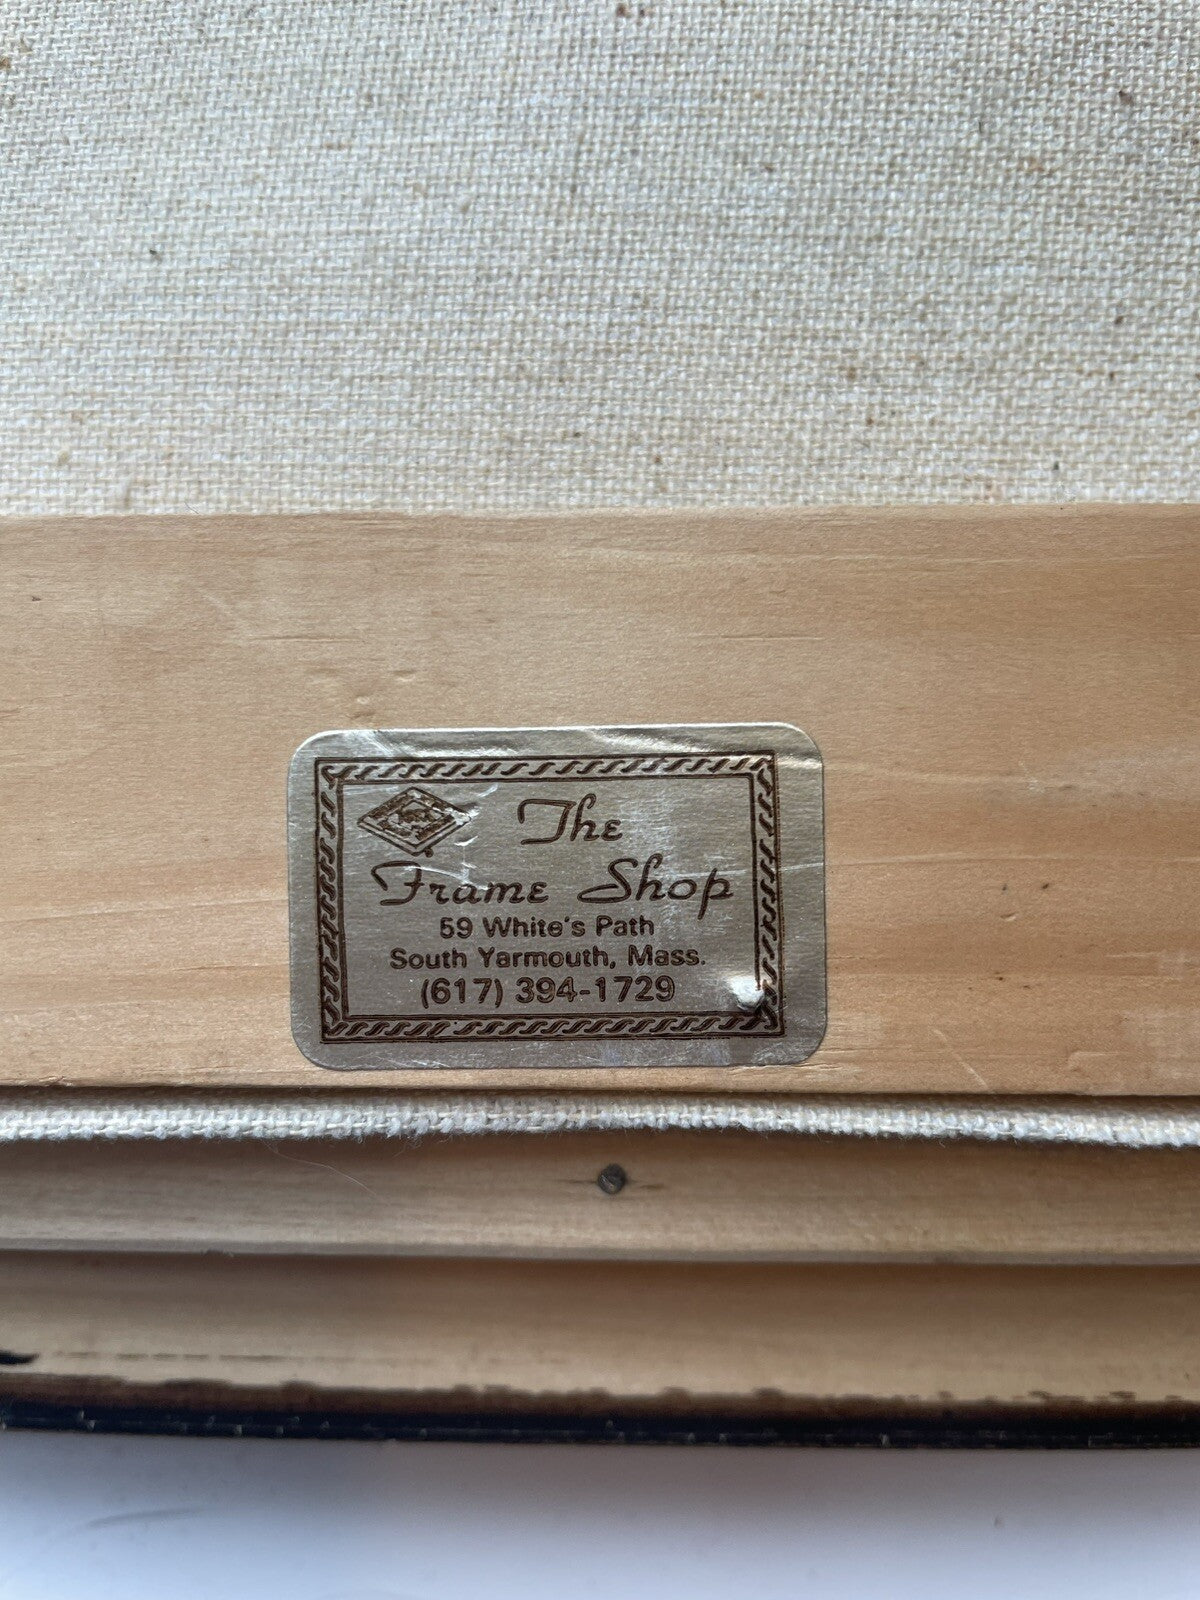 The
Frame Shop
59 White's Path
South Yarmouth, Mass.
(617) 394-1729